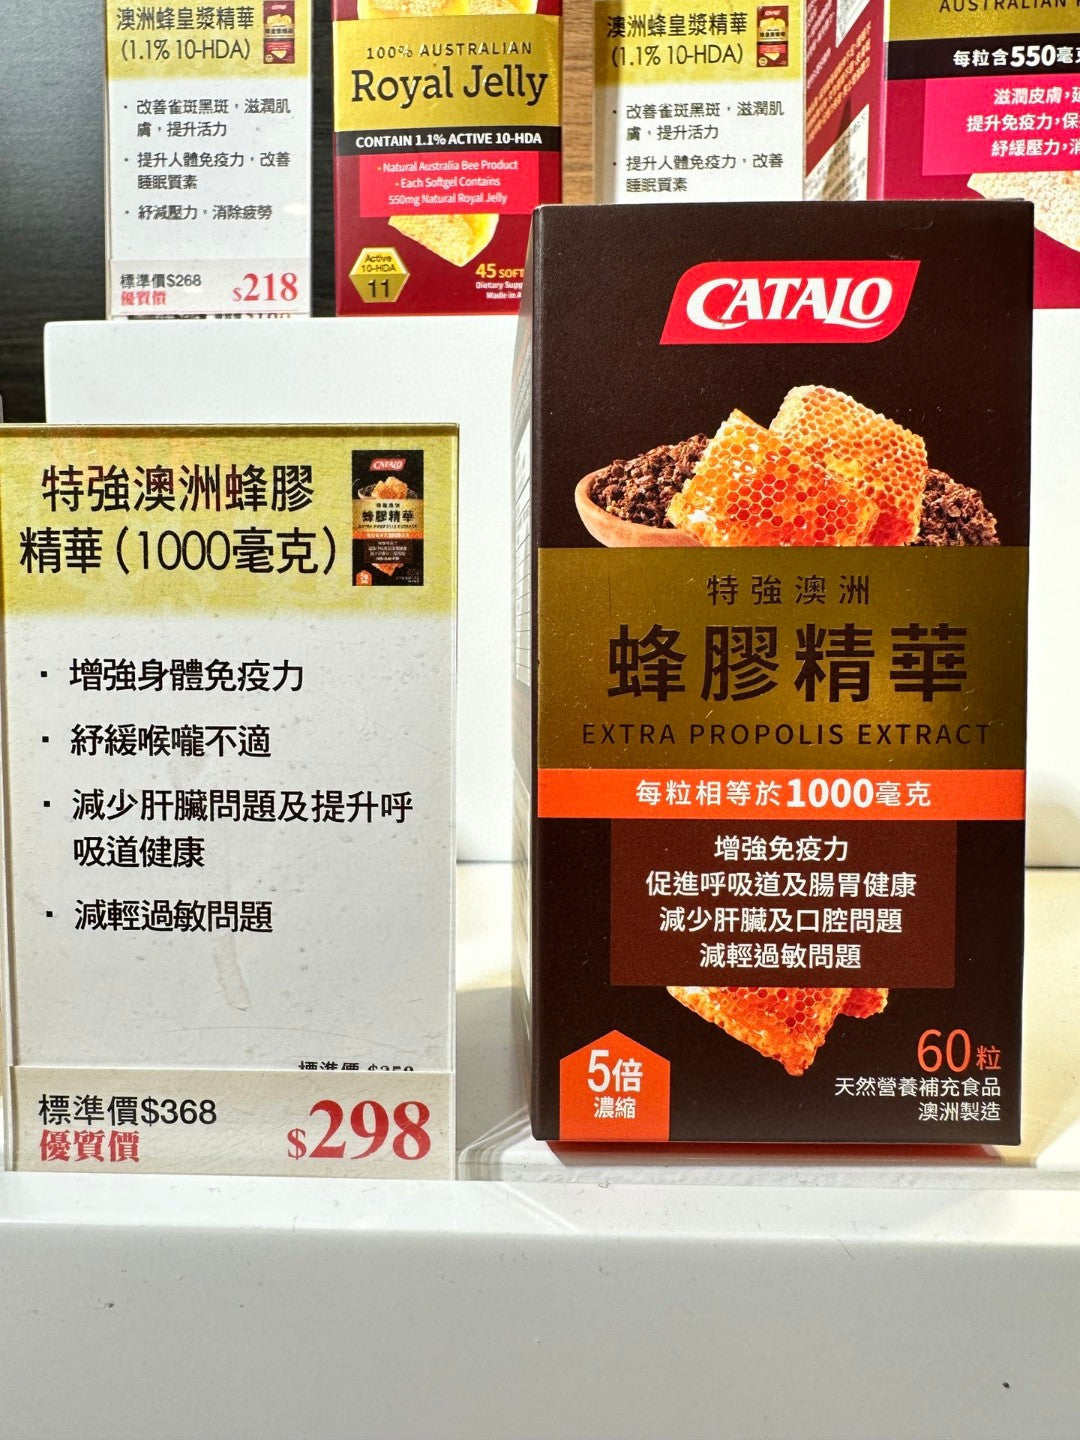 澳洲蜂皇漿精華
(1.1% 10-HDA)
· 改善雀斑黑斑，滋潤肌
膚，提升活力
· 提升人體免疫力，改善
睡眠質素
· 紓減壓力，消除疲勞
標準價$268
優質價 $218
100% AUSTRALIAN
Royal Jelly
CONTAIN 1.1% ACTIVE 10-HDA
- Natural Australia Bee Product
- Each Softgel Contains
550mg Natural Royal Jelly
Active
10-HDA
11
45 SOFT
Dietary Supp
Made in A
澳洲蜂皇漿精華
(1.1% 10-HDA)
· 改善雀斑黑斑，滋潤肌
膚，提升活力
· 提升人體免疫力，改善
睡眠質素
AUSTRALIAN
每粒含550毫
滋潤皮膚，
提升免疫力，保
紓緩壓力，
特強澳洲蜂膠
精華（1000毫克）
· 增強身體免疫力
· 紓緩喉嚨不適
· 減少肝臟問題及提升呼
吸道健康
· 減輕過敏問題
標準價$368
優質價 $298
CATALO
特強澳洲
蜂膠精華
EXTRA PROPOLIS EXTRACT
每粒相等於1000毫克
增強免疫力
促進呼吸道及腸胃健康
減少肝臟及口腔問題
減輕過敏問題
5倍
濃縮
60粒
天然營養補充食品
澳洲製造